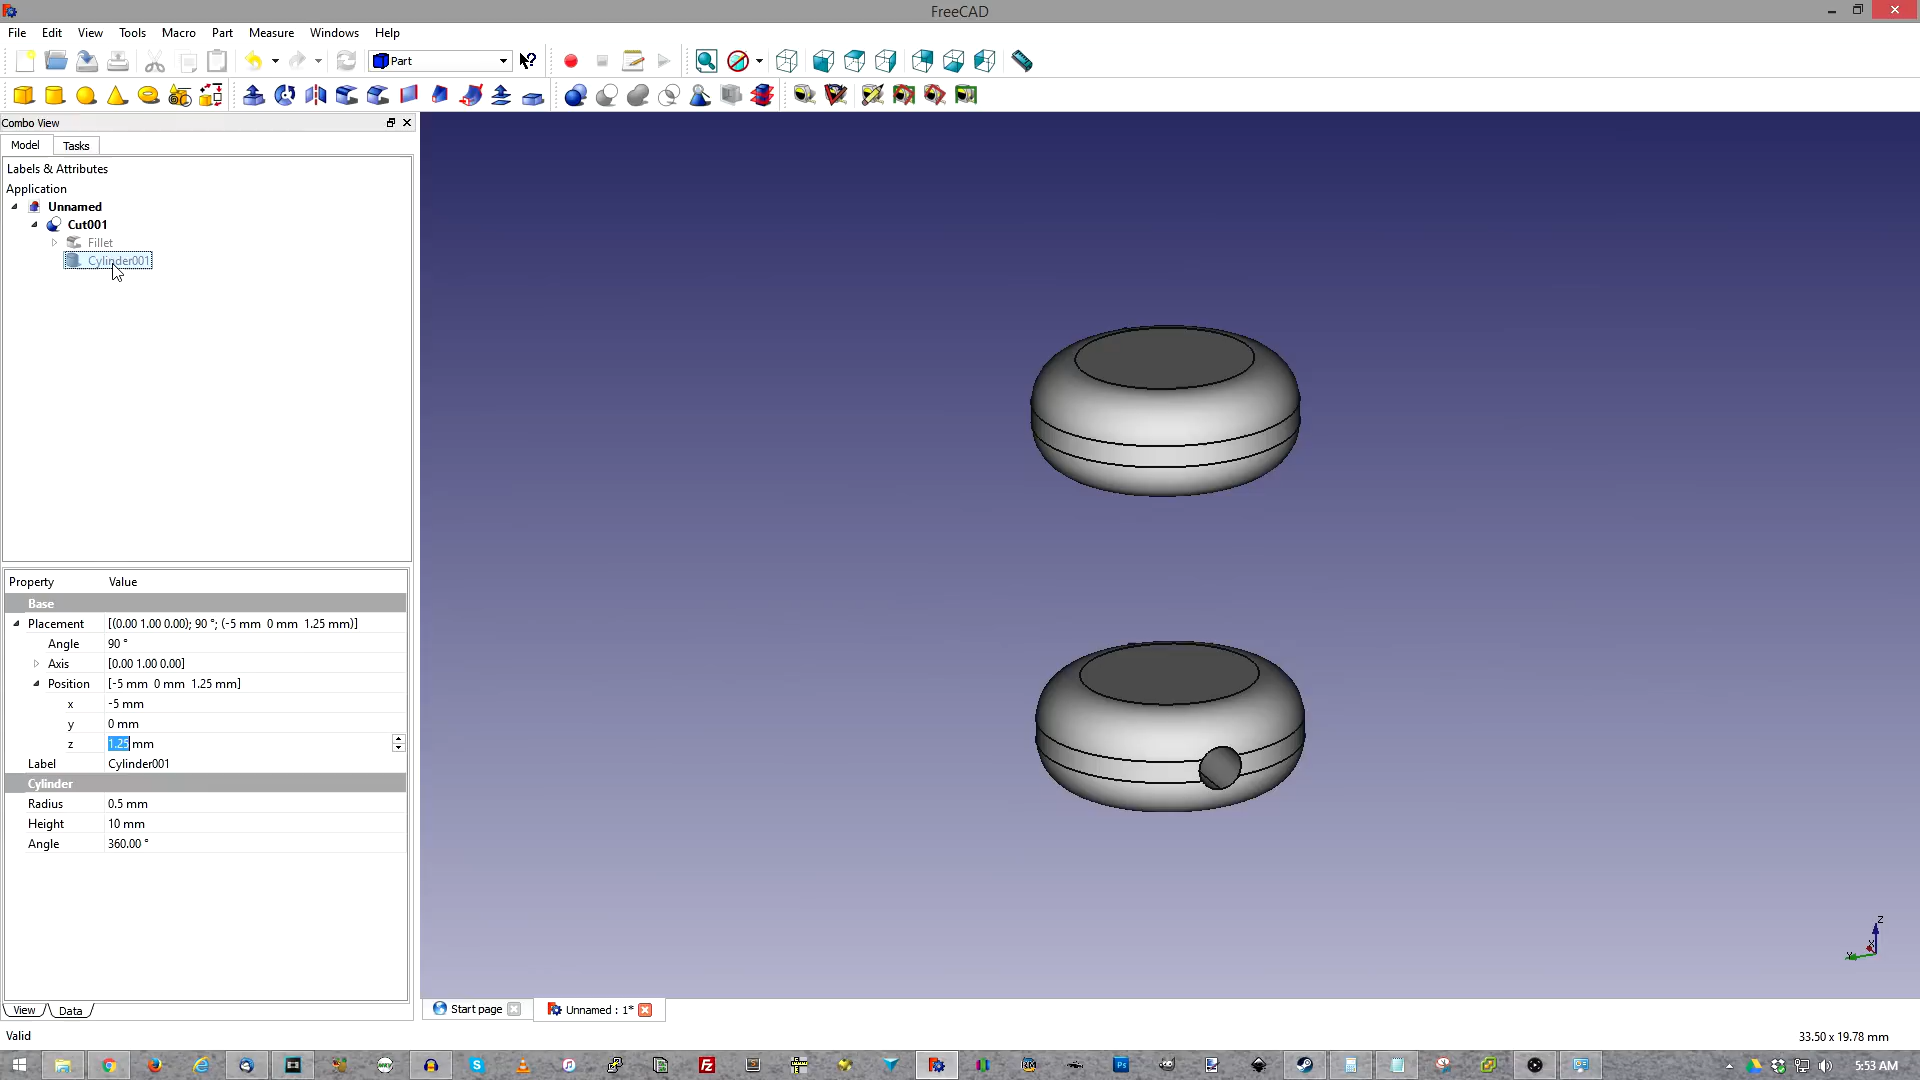 FreeCAD
File Edit View Tools Macro Part Measure Windows Help
Part
Combo View
Model Tasks
Labels & Attributes
Application
Unnamed
Cut001
Fillet
Cylinder001
Property Value
Base
Placement [(0.00 1.00 0.00); 90 °; (-5 mm 0 mm 1.25 mm)]
Angle 90 °
Axis [0.00 1.00 0.00]
Position [-5 mm 0 mm 1.25 mm]
x -5 mm
y 0 mm
z 1.25 mm
Label Cylinder001
Cylinder
Radius 0.5 mm
Height 10 mm
Angle 360.00 °
Z
X
Y
View Data
Start page Unnamed : 1*
Valid 33.50 x 19.78 mm
5:53 AM